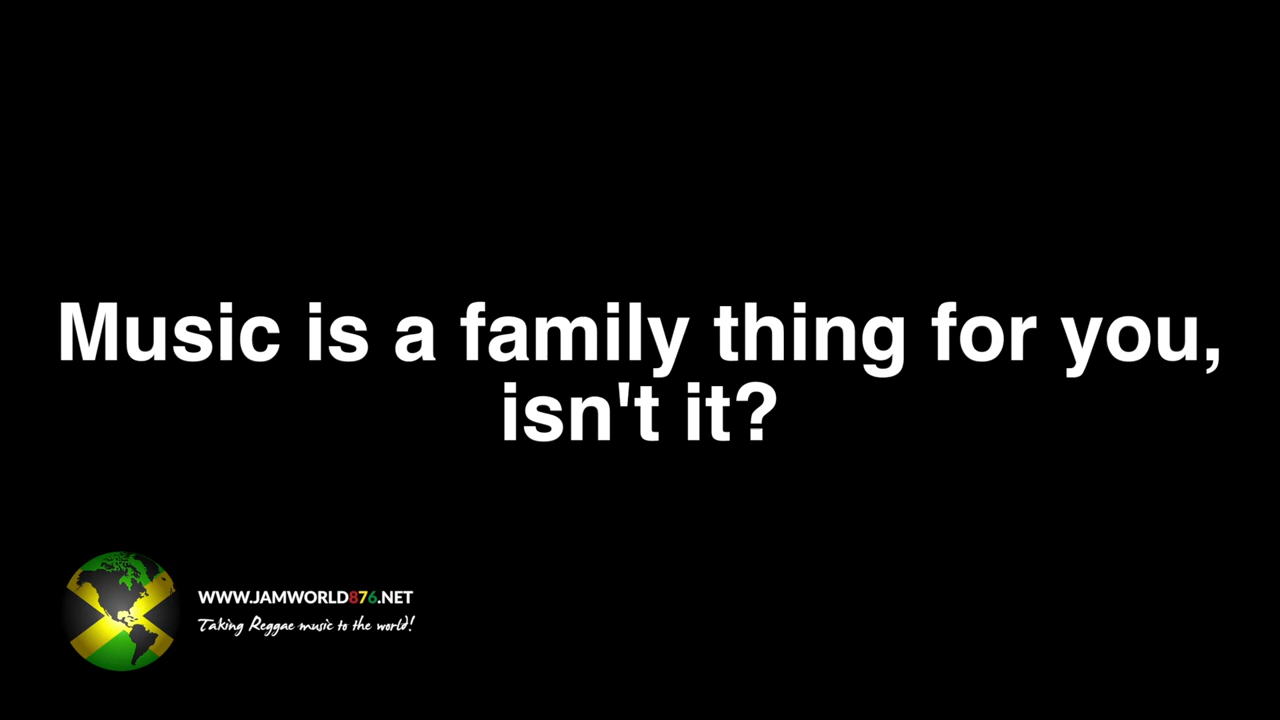 Music is a family thing for you,
isn't it?
WWW.JAMWORLD876.NET
Taking Reggae music to the world!